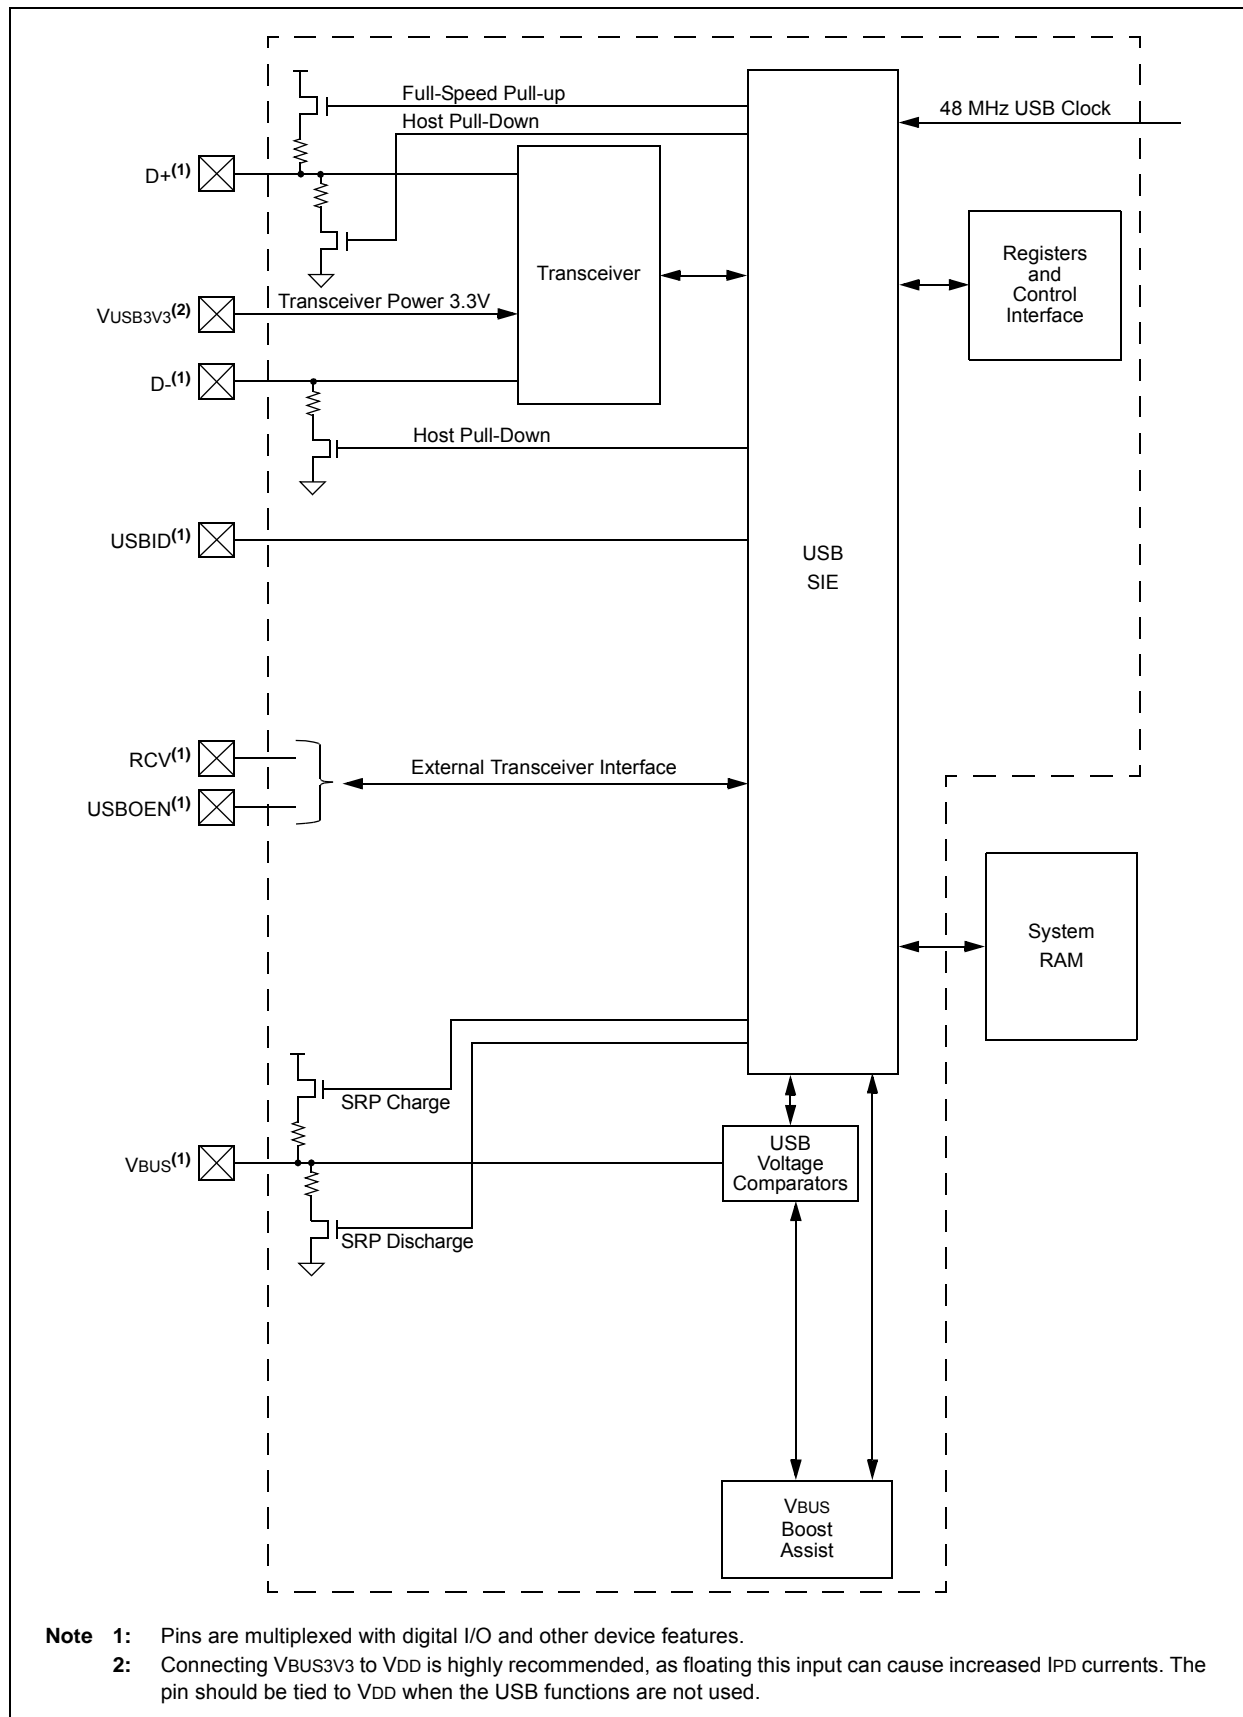 Full-Speed Pull-up
Host Pull-Down
48 MHz USB Clock
D+(1)
Transceiver
Registers
and
Control
Interface
VUSB3V3(2)
Transceiver Power 3.3V
D-(1)
Host Pull-Down
USBID(1)
USB
SIE
RCV(1)
External Transceiver Interface
USBOEN(1)
System
RAM
SRP Charge
VBUS(1)
USB
Voltage
Comparators
SRP Discharge
VBUS
Boost
Assist
Note 1: Pins are multiplexed with digital I/O and other device features.
2: Connecting VBUS3V3 to VDD is highly recommended, as floating this input can cause increased IPD currents. The
pin should be tied to VDD when the USB functions are not used.